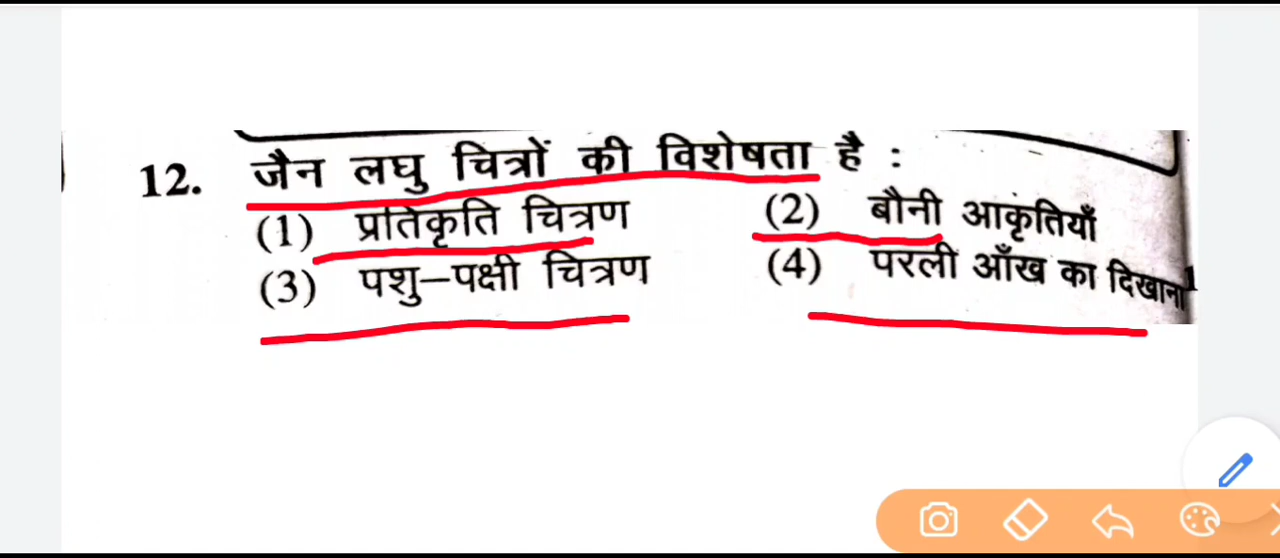 12. जैन लघु चित्रों की विशेषता है :
(1) प्रतिकृति चित्रण (2) बौनी आकृतियाँ
(3) पशु-पक्षी चित्रण (4) परली आँख का दिखाना